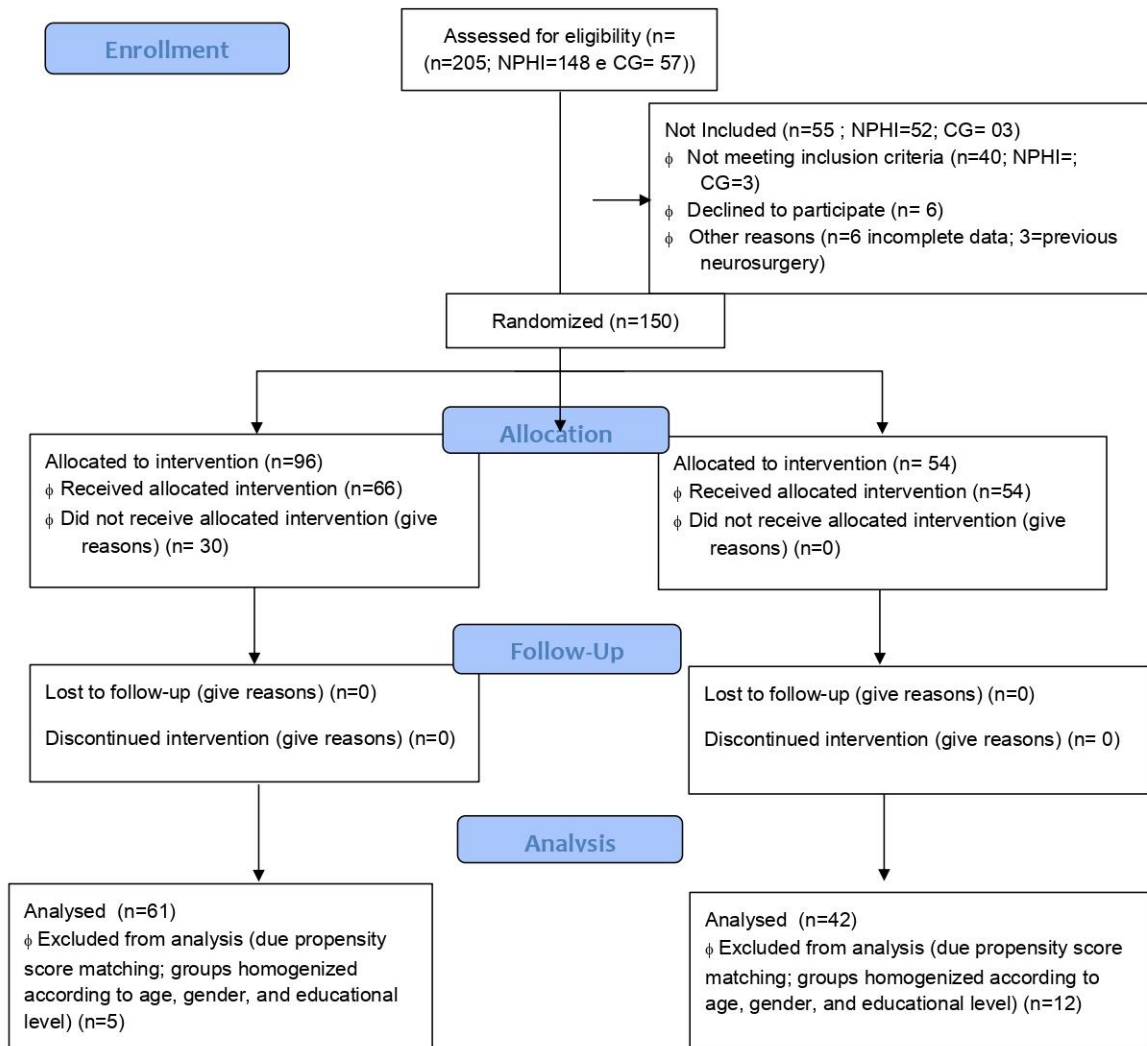 Enrollment
Assessed for eligibility (n=
(n=205; NPHI=148 e CG= 57))
Not Included (n=55 ; NPHI=52; CG= 03)
ϕ Not meeting inclusion criteria (n=40; NPHI=;
CG=3)
ϕ Declined to participate (n= 6)
ϕ Other reasons (n=6 incomplete data; 3=previous
neurosurgery)
Randomized (n=150)
Allocation
Allocated to intervention (n=96)
ϕ Received allocated intervention (n=66)
ϕ Did not receive allocated intervention (give
reasons) (n= 30)
Allocated to intervention (n= 54)
ϕ Received allocated intervention (n=54)
ϕ Did not receive allocated intervention (give
reasons) (n=0)
Follow-Up
Lost to follow-up (give reasons) (n=0)
Discontinued intervention (give reasons) (n=0)
Lost to follow-up (give reasons) (n=0)
Discontinued intervention (give reasons) (n= 0)
Analysis
Analysed (n=61)
ϕ Excluded from analysis (due propensity
score matching; groups homogenized
according to age, gender, and educational
level) (n=5)
Analysed (n=42)
ϕ Excluded from analysis (due propensity
score matching; groups homogenized
according to age, gender, and educational
level) (n=12)